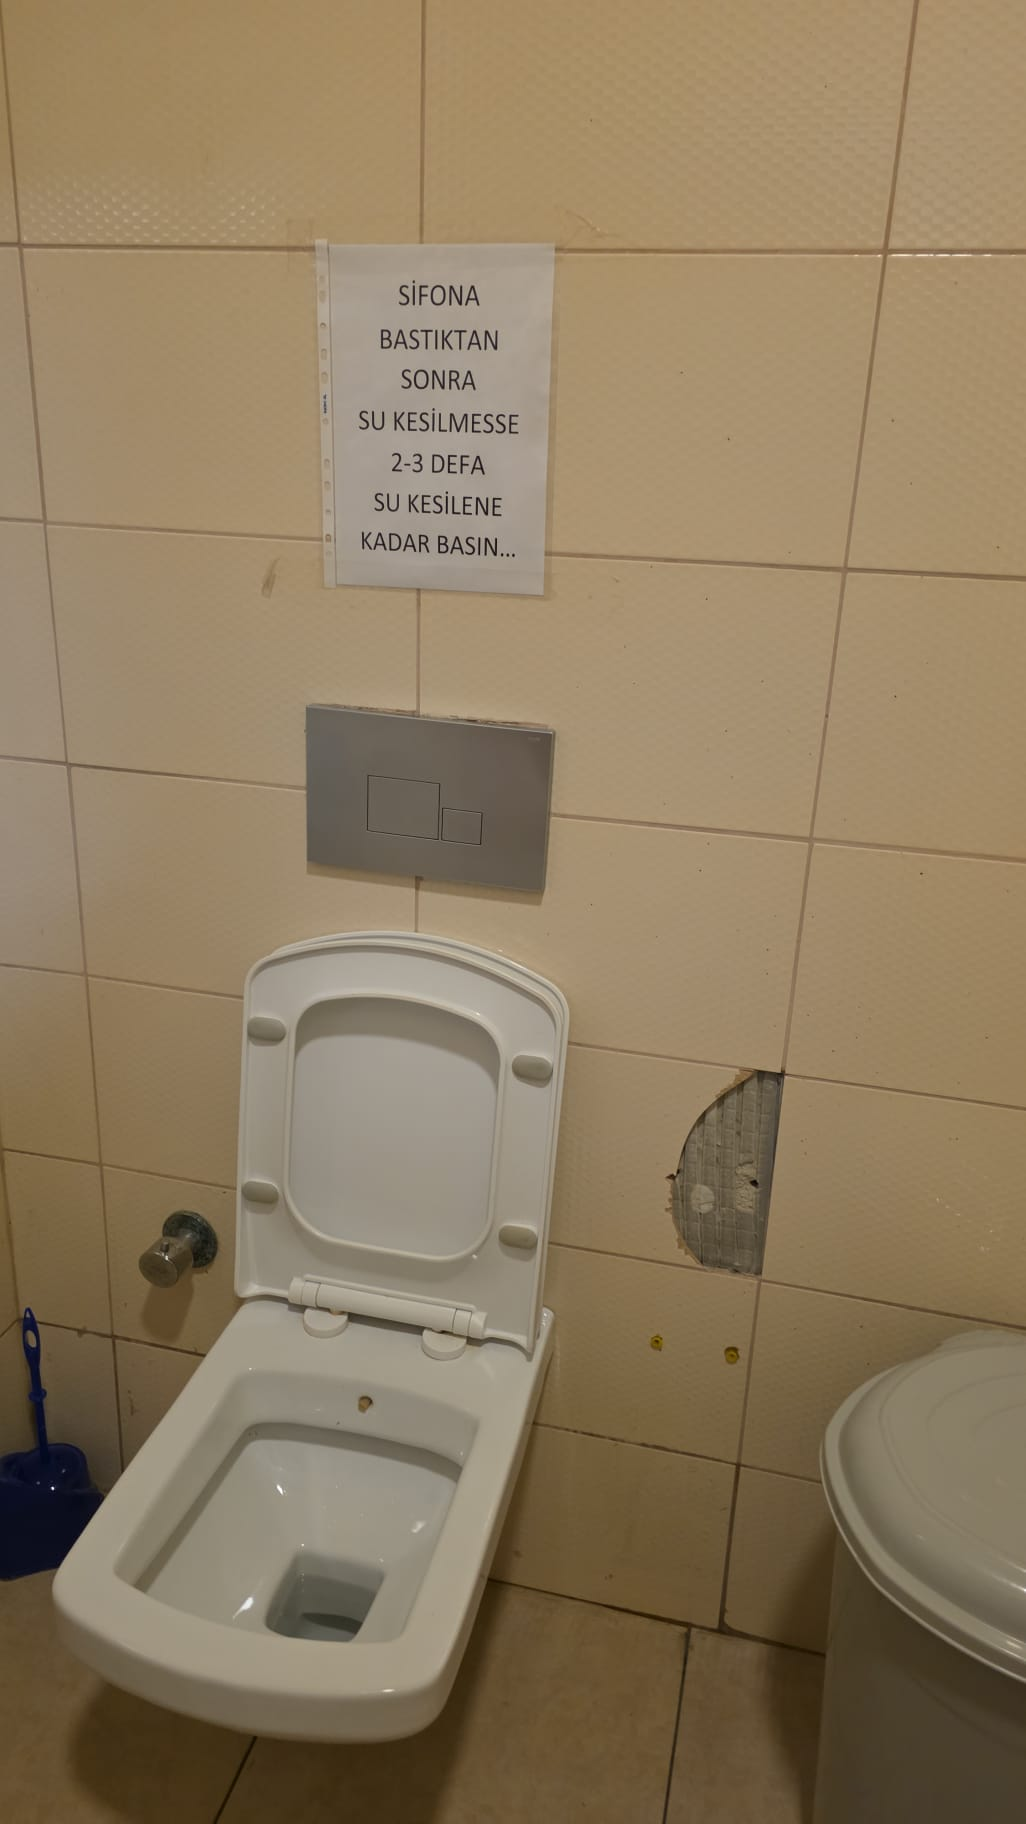 SİFONA
BASTIKTAN
SONRA
SU KESİLMESSE
2-3 DEFA
SU KESİLENE
KADAR BASIN...